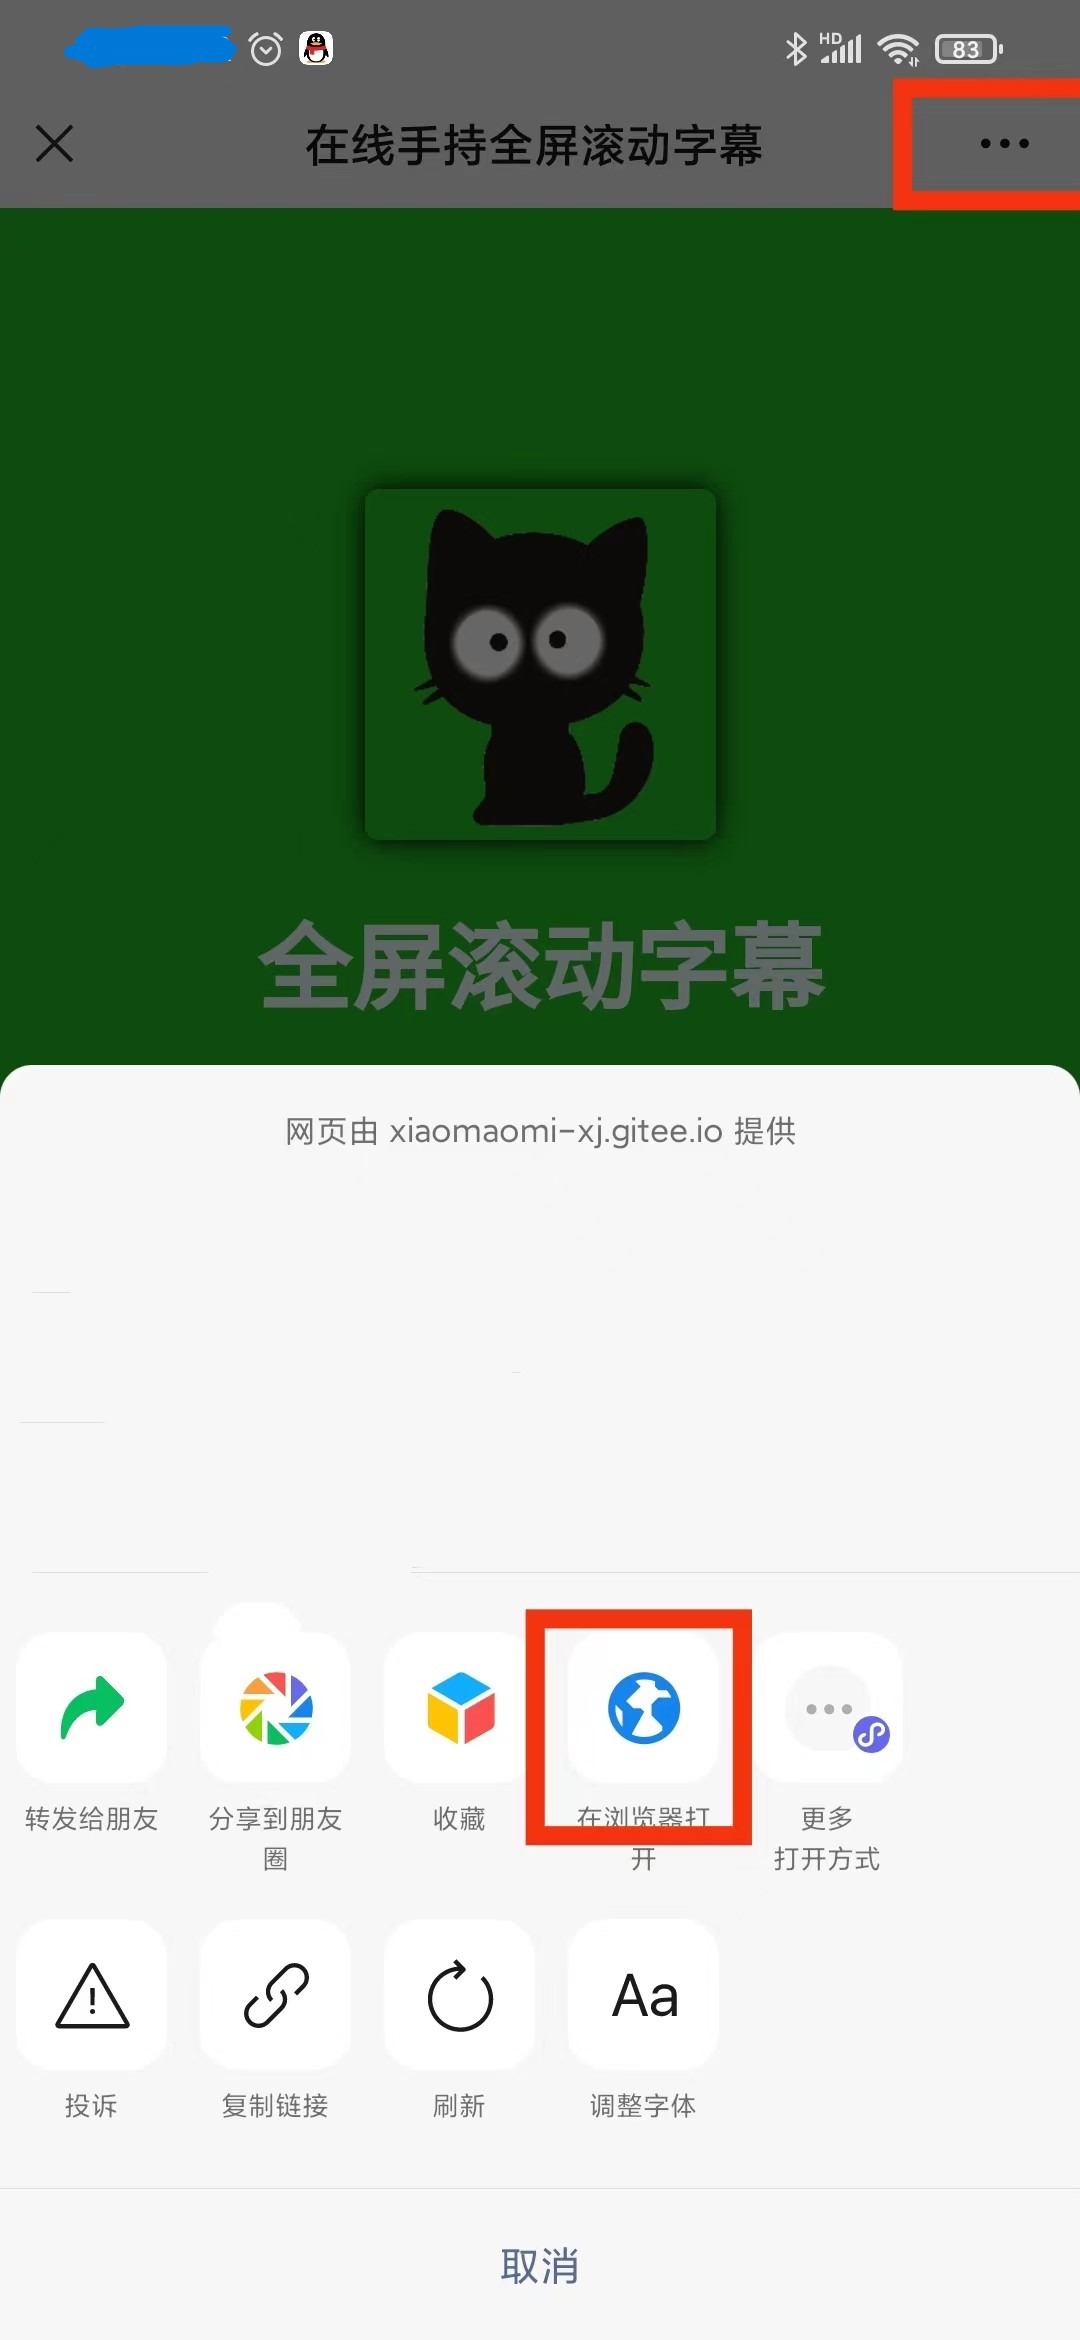 HD
83
在线手持全屏滚动字幕
全屏滚动字幕
网页由 xiaomaomi-xj.gitee.io 提供
转发给朋友
分享到朋友
圈
收藏
在浏览器打
开
更多
打开方式
投诉
复制链接
刷新
Aa
调整字体
取消